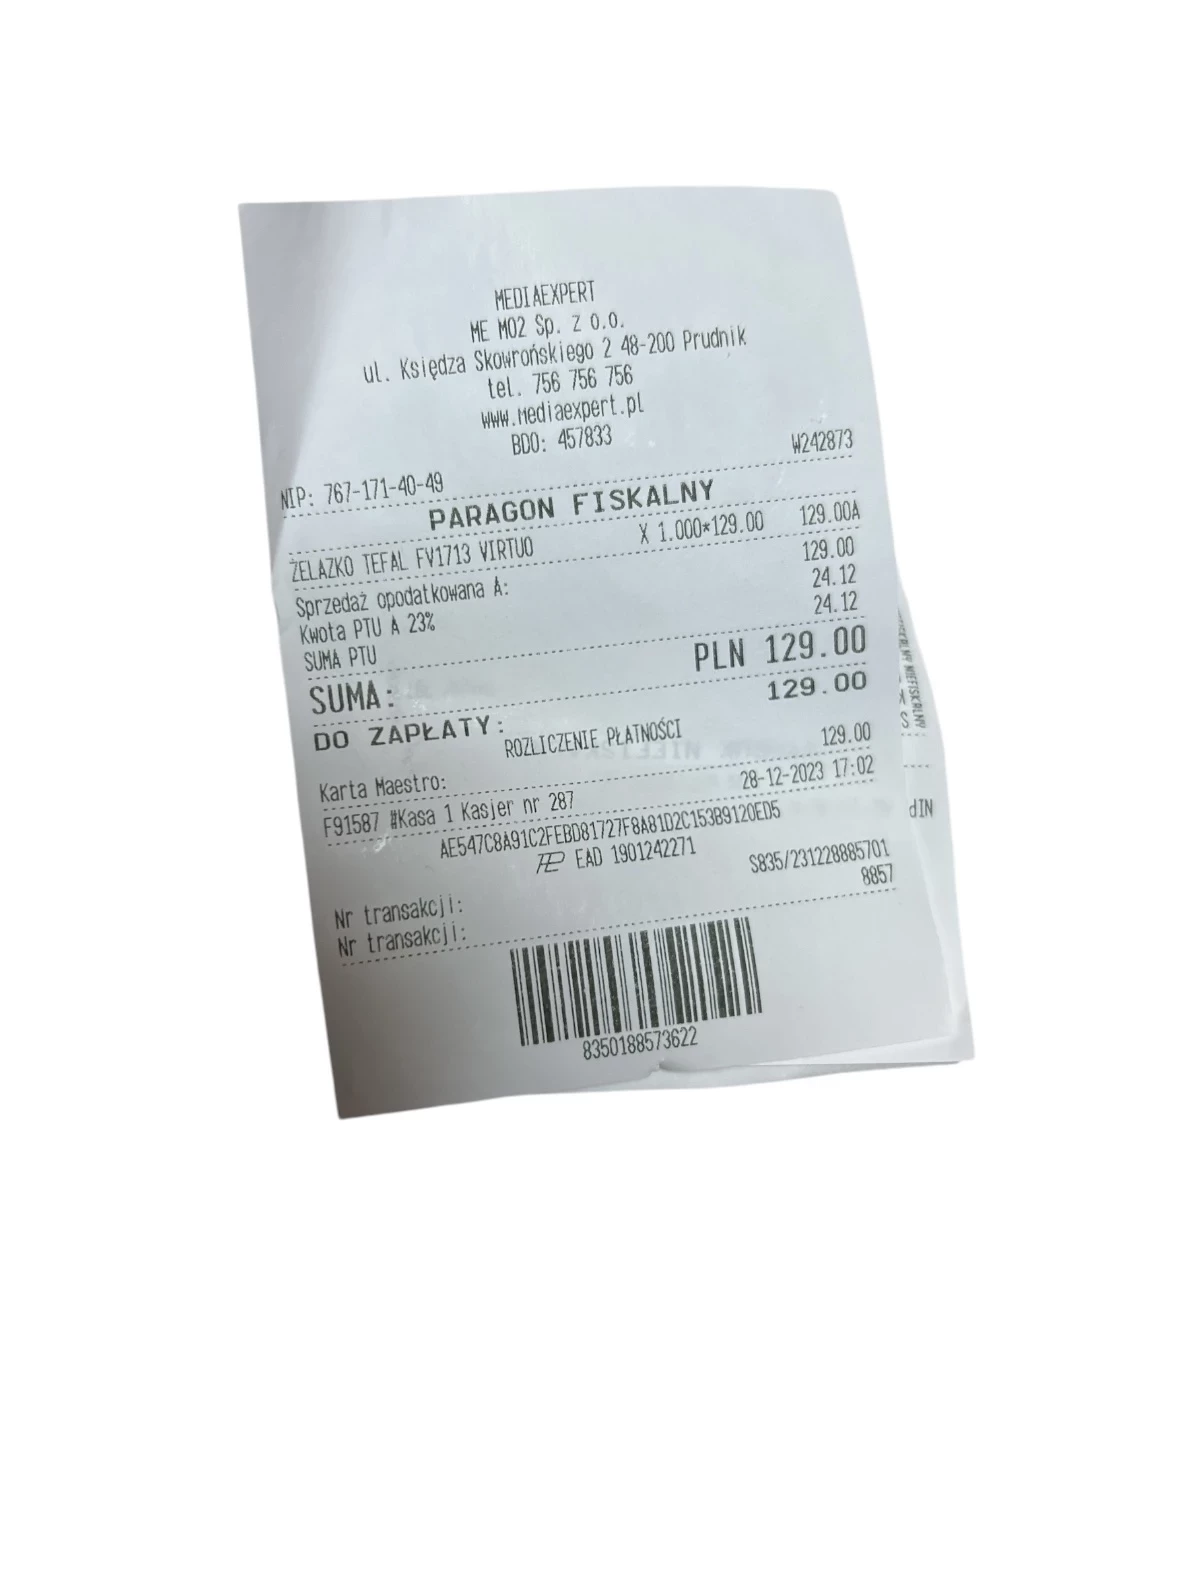 MEDIAEXPERT
ME MO2 Sp. z o.o.
ul. Księdza Skowrońskiego 2 48-200 Prudnik
tel. 756 756 756
www.mediaexpert.pl
BDO: 457833
NIP: 767-171-40-49 W242873
PARAGON FISKALNY
ŻELAZKO TEFAL FV1713 VIRTUO X 1.000*129.00 129.00A
Sprzedaż opodatkowana A: 129.00
Kwota PTU A 23% 24.12
SUMA PTU 24.12
SUMA: PLN 129.00
DO ZAPŁATY: 129.00
ROZLICZENIE PŁATNOŚCI
Karta Maestro: 129.00
F91587 #Kasa 1 Kasjer nr 287 28-12-2023 17:02
AE547C8A91C2FEBD81727F8A81D2C153B9120ED5
EAD 1901242271
Nr transakcji: S835/231228885701
Nr transakcji: 8857
8350188573622
NIP